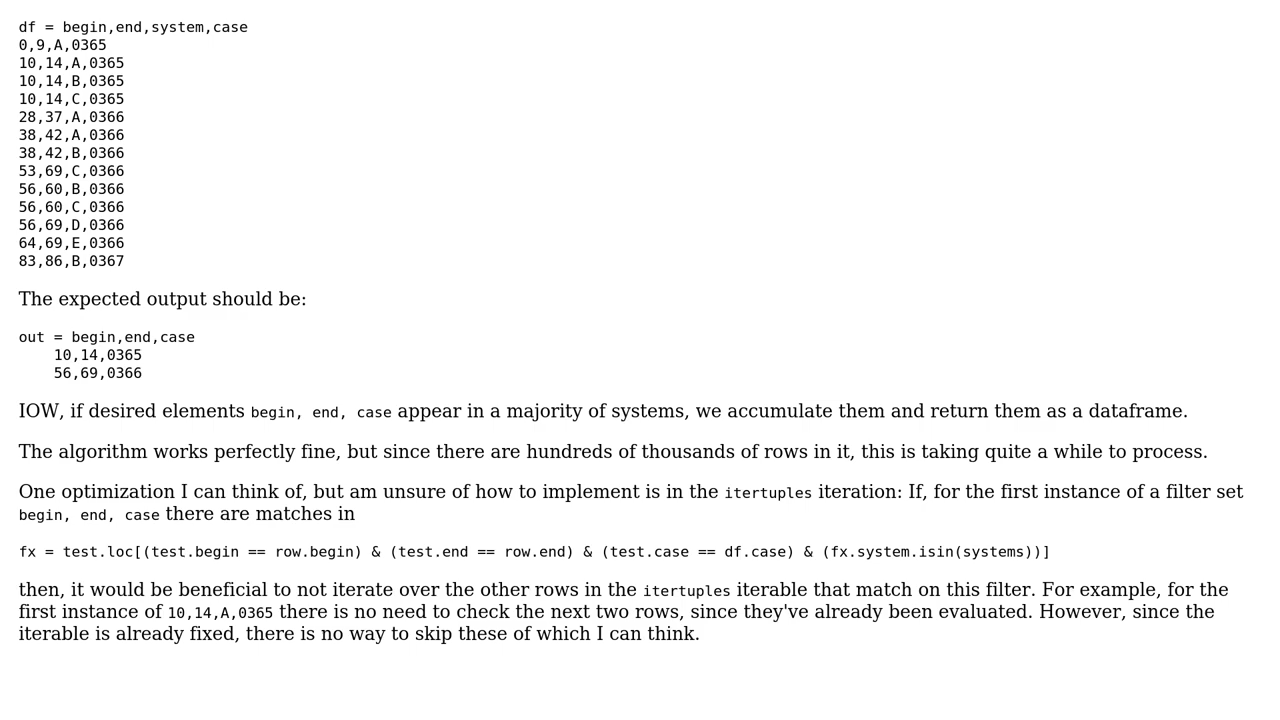 df = begin,end,system,case
0,9,A,0365
10,14,A,0365
10,14,B,0365
10,14,C,0365
28,37,A,0366
38,42,A,0366
38,42,B,0366
53,69,C,0366
56,60,B,0366
56,60,C,0366
56,69,D,0366
64,69,E,0366
83,86,B,0367
The expected output should be:
out = begin,end,case
    10,14,0365
    56,69,0366
IOW, if desired elements begin, end, case appear in a majority of systems, we accumulate them and return them as a dataframe.
The algorithm works perfectly fine, but since there are hundreds of thousands of rows in it, this is taking quite a while to process.
One optimization I can think of, but am unsure of how to implement is in the itertuples iteration: If, for the first instance of a filter set
begin, end, case there are matches in
fx = test.loc[(test.begin == row.begin) & (test.end == row.end) & (test.case == df.case) & (fx.system.isin(systems))]
then, it would be beneficial to not iterate over the other rows in the itertuples iterable that match on this filter. For example, for the
first instance of 10,14,A,0365 there is no need to check the next two rows, since they've already been evaluated. However, since the
iterable is already fixed, there is no way to skip these of which I can think.